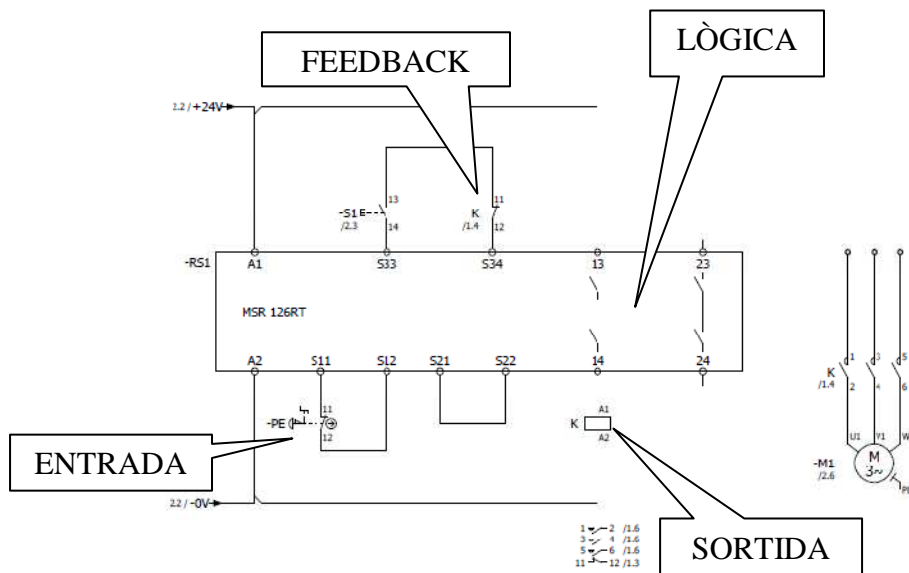 LÒGICA
FEEDBACK
2.2 / +24V
13
11
-S1 E
K
/2.3
14
/1.4
12
-RS1
A1
S33
S34
13
23
MSR 126RT
A2
S11
S12
S21
S22
14
24
1
3
5
K
/1.4
2
4
6
11
-PE
12
A1
K
A2
ENTRADA
U1
V1
W
M
3~
-M1
/2.6
2.2 / -0V
1 2 /1.6
3 4 /1.6
5 6 /1.6
11 12 /1.3
SORTIDA